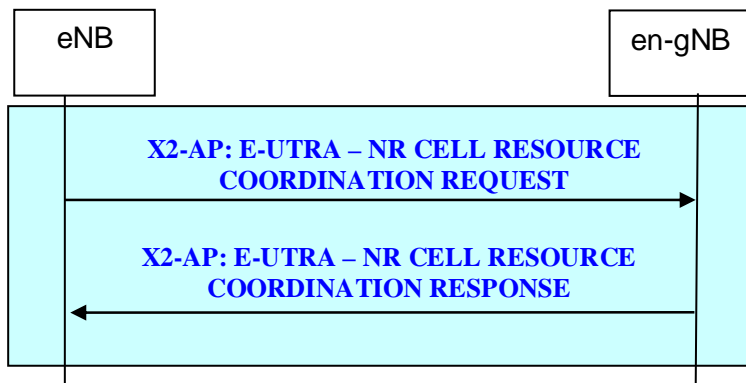 eNB
en-gNB
X2-AP: E-UTRA – NR CELL RESOURCE
COORDINATION REQUEST
X2-AP: E-UTRA – NR CELL RESOURCE
COORDINATION RESPONSE